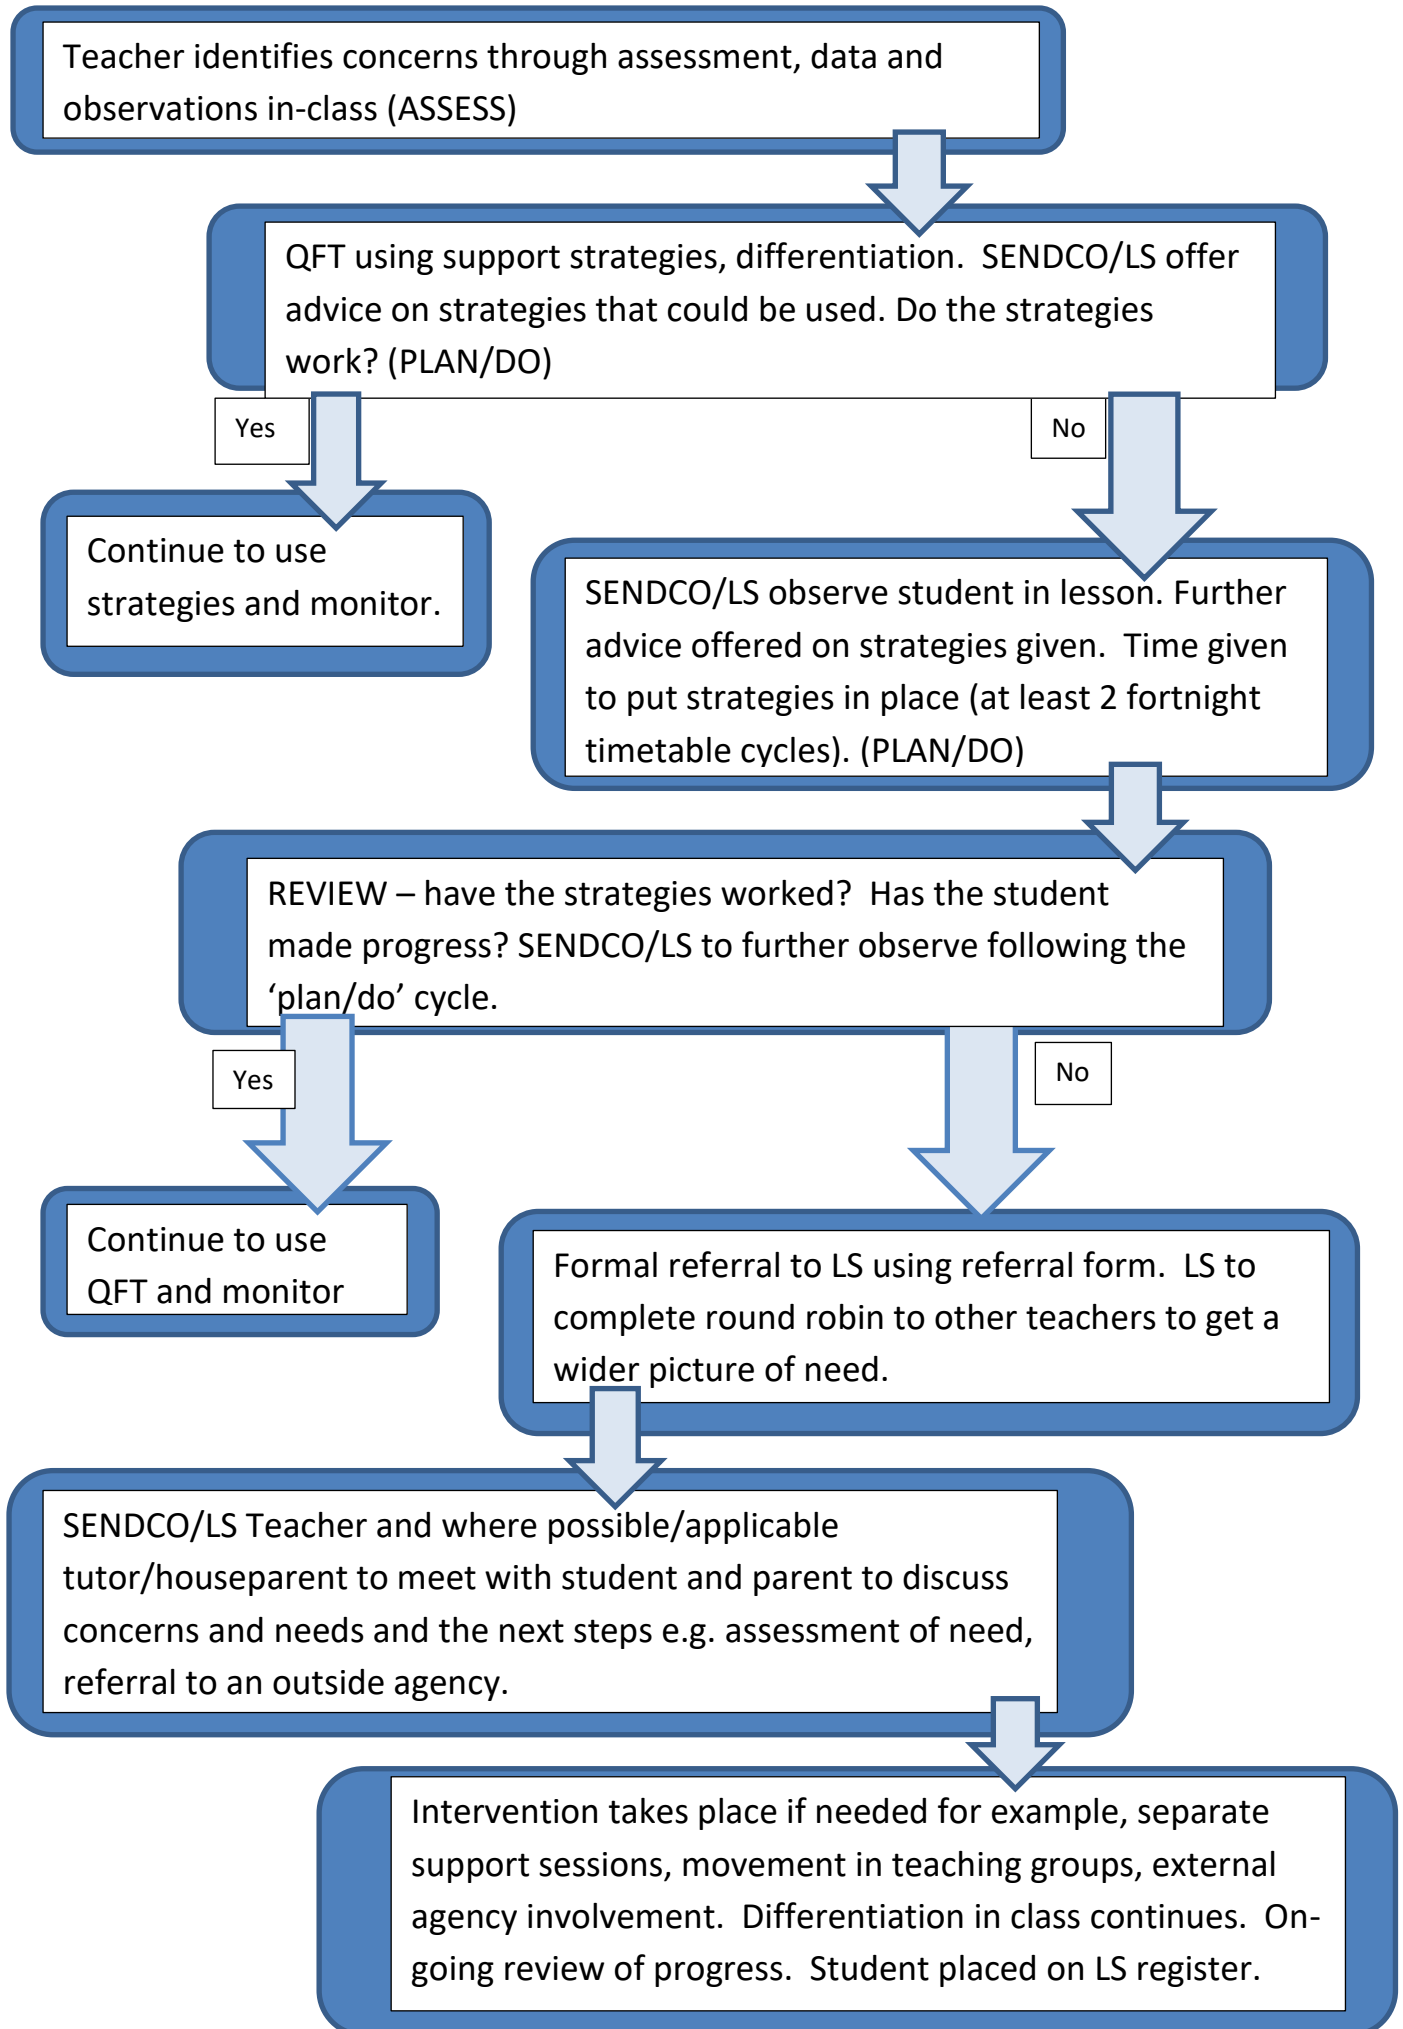 Teacher identifies concerns through assessment, data and
observations in-class (ASSESS)
QFT using support strategies, differentiation.  SENDCO/LS offer
advice on strategies that could be used. Do the strategies
work? (PLAN/DO)
Yes
No
Continue to use
strategies and monitor.
SENDCO/LS observe student in lesson. Further
advice offered on strategies given.  Time given
to put strategies in place (at least 2 fortnight
timetable cycles). (PLAN/DO)
REVIEW – have the strategies worked?  Has the student
made progress? SENDCO/LS to further observe following the
‘plan/do’ cycle.
Yes
No
Continue to use
QFT and monitor
Formal referral to LS using referral form.  LS to
complete round robin to other teachers to get a
wider picture of need.
SENDCO/LS Teacher and where possible/applicable
tutor/houseparent to meet with student and parent to discuss
concerns and needs and the next steps e.g. assessment of need,
referral to an outside agency.
Intervention takes place if needed for example, separate
support sessions, movement in teaching groups, external
agency involvement.  Differentiation in class continues.  On-
going review of progress.  Student placed on LS register.